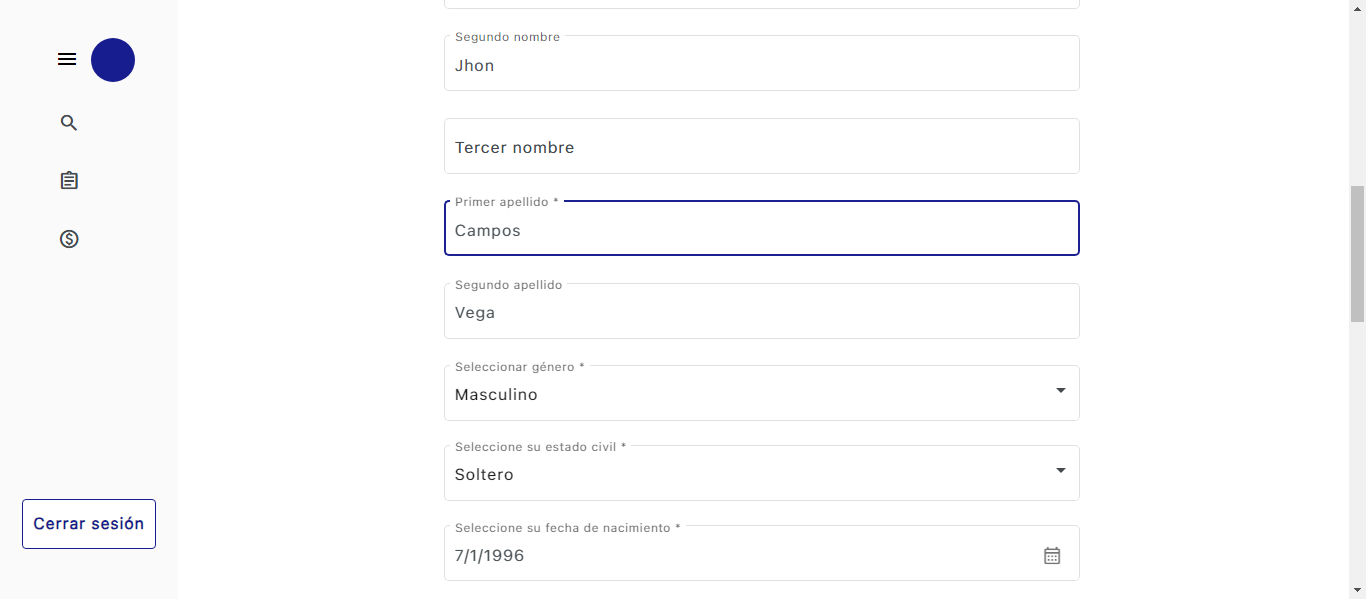 Segundo nombre
Jhon
Tercer nombre
Primer apellido *
Campos
Segundo apellido
Vega
Seleccionar género *
Masculino
Seleccione su estado civil *
Soltero
Cerrar sesión
Seleccione su fecha de nacimiento *
7/1/1996